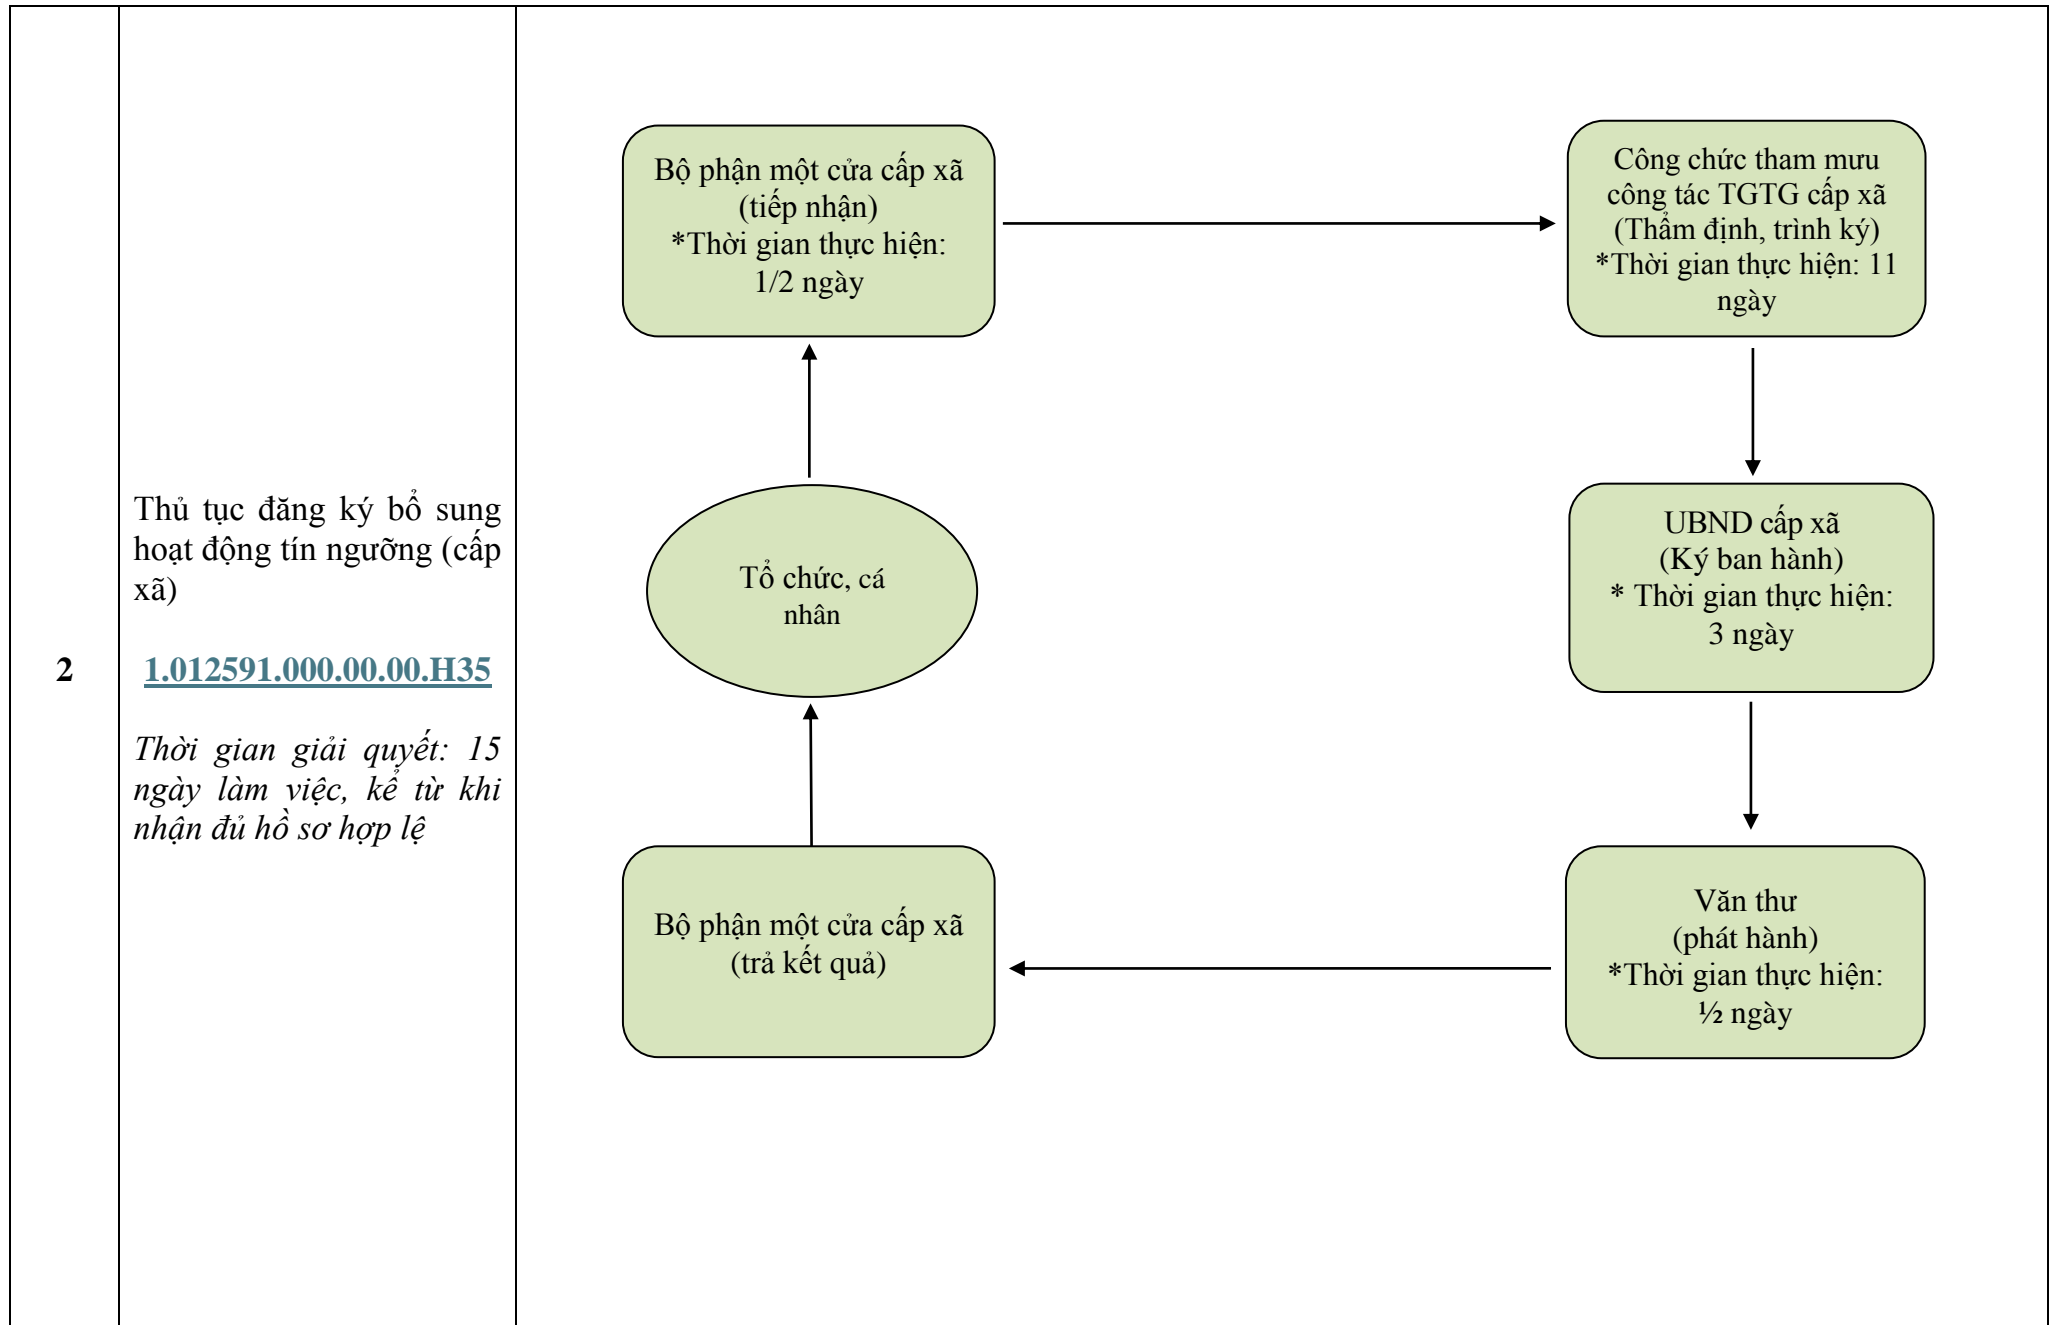 2
Thủ tục đăng ký bổ sung
hoạt động tín ngưỡng (cấp
xã)
1.012591.000.00.00.H35
Thời gian giải quyết: 15
ngày làm việc, kể từ khi
nhận đủ hồ sơ hợp lệ
Bộ phận một cửa cấp xã
(tiếp nhận)
*Thời gian thực hiện:
1/2 ngày
Công chức tham mưu
công tác TGTG cấp xã
(Thẩm định, trình ký)
*Thời gian thực hiện: 11
ngày
Tổ chức, cá
nhân
UBND cấp xã
(Ký ban hành)
* Thời gian thực hiện:
3 ngày
Bộ phận một cửa cấp xã
(trả kết quả)
Văn thư
(phát hành)
*Thời gian thực hiện:
½ ngày